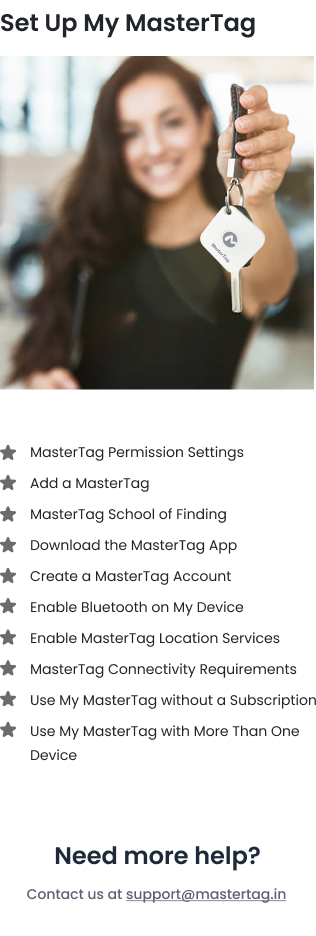 Set Up My MasterTag
MasterTag
MasterTag Permission Settings
Add a MasterTag
MasterTag School of Finding
Download the MasterTag App
Create a MasterTag Account
Enable Bluetooth on My Device
Enable MasterTag Location Services
MasterTag Connectivity Requirements
Use My MasterTag without a Subscription
Use My MasterTag with More Than One
Device
Need more help?
Contact us at support@mastertag.in